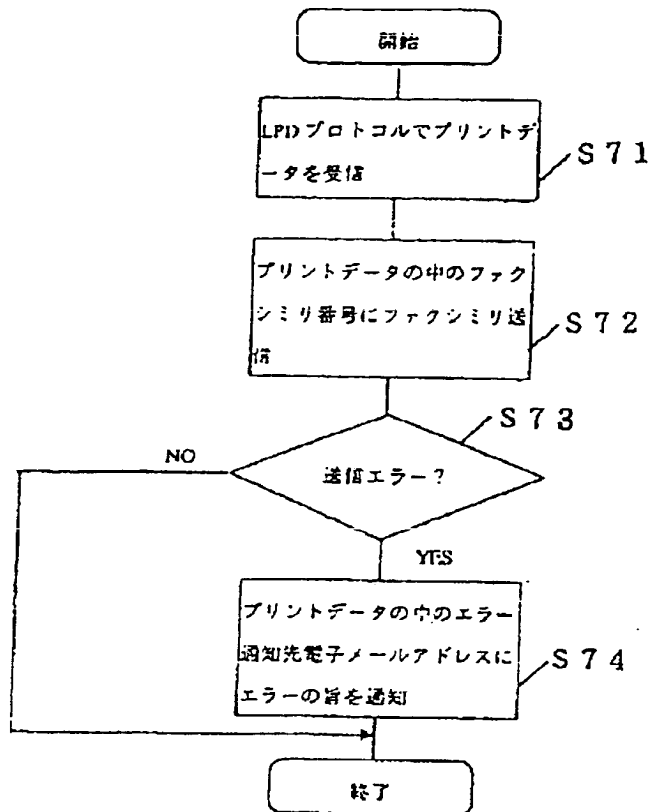 開始
LPDプロトコルでプリントデ
ータを受信
S71
プリントデータの中のファク
シミリ番号にファクシミリ送
信
S72
S73
送信エラー?
NO
YES
プリントデータの中のエラー
通知先電子メールアドレスに
エラーの旨を通知
S74
終了